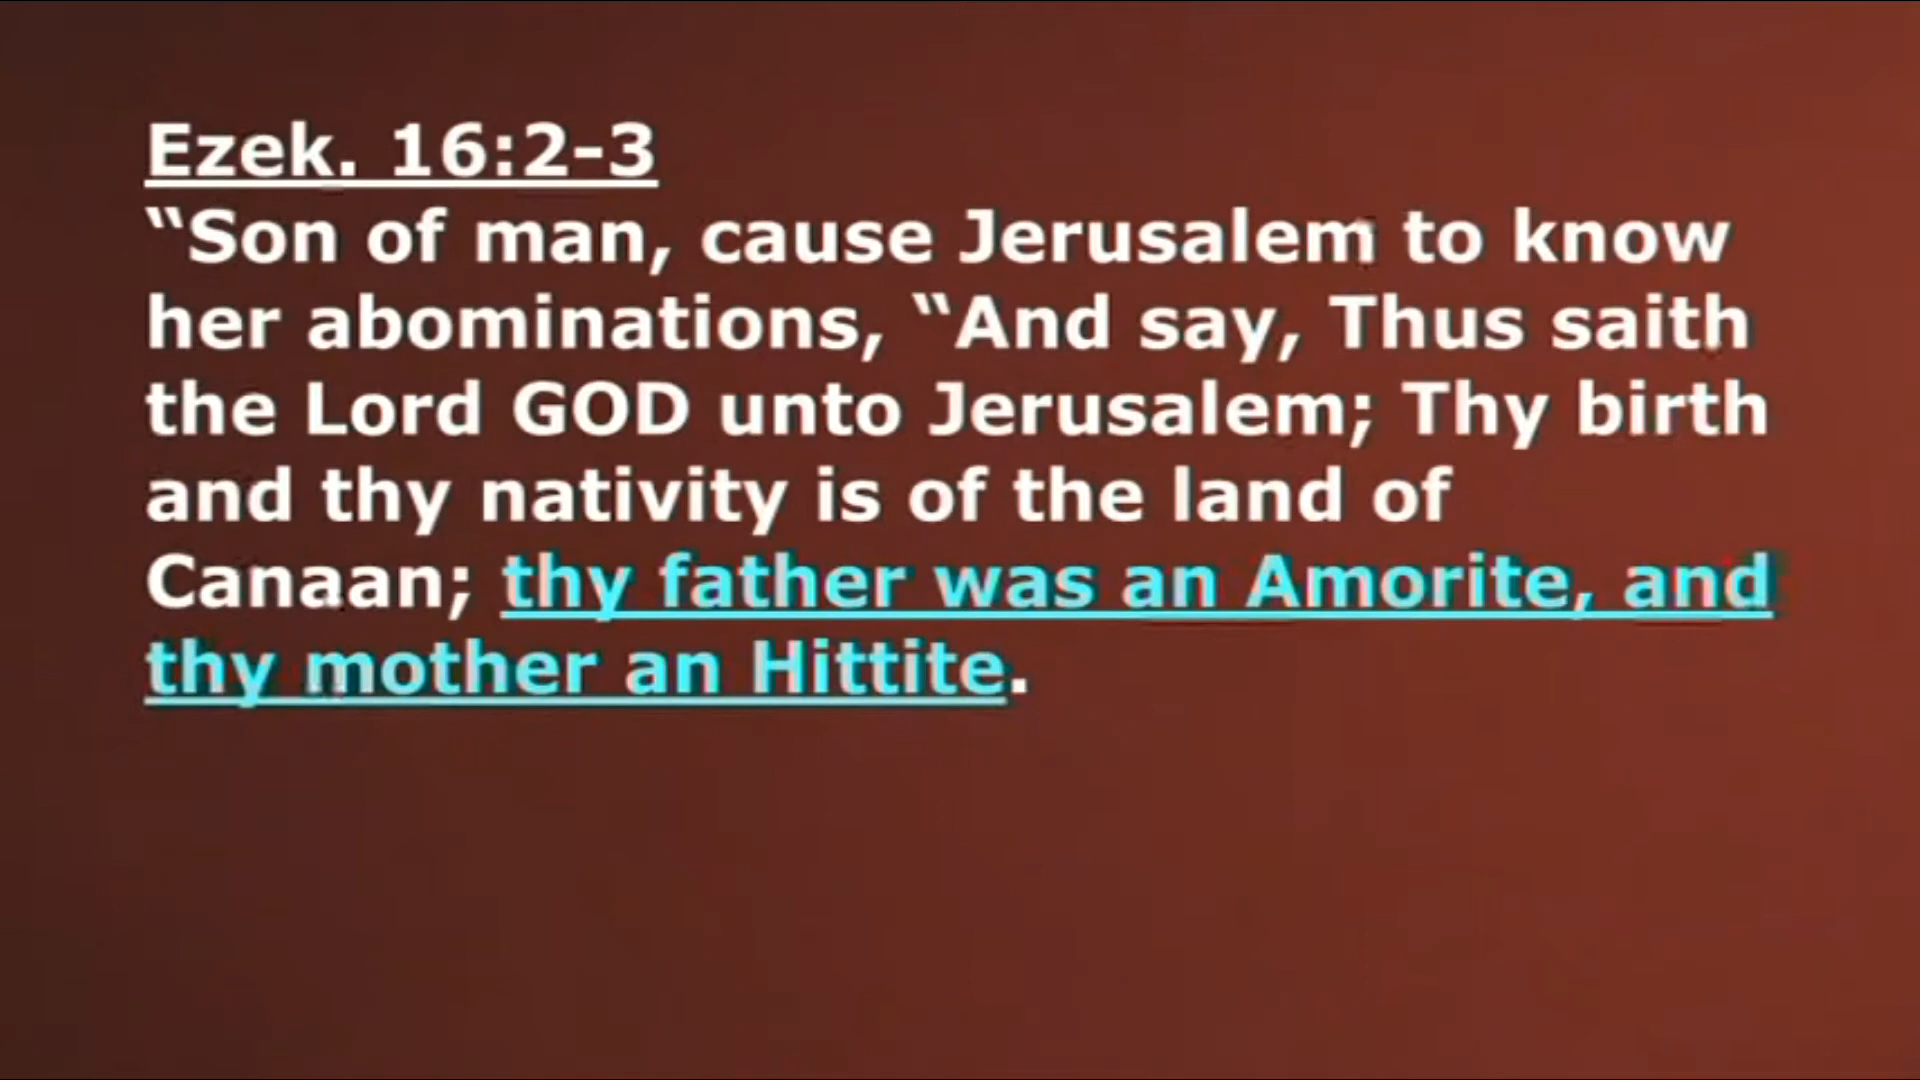 Ezek. 16:2-3
“Son of man, cause Jerusalem to know
her abominations, “And say, Thus saith
the Lord GOD unto Jerusalem; Thy birth
and thy nativity is of the land of
Canaan; thy father was an Amorite, and
thy mother an Hittite.